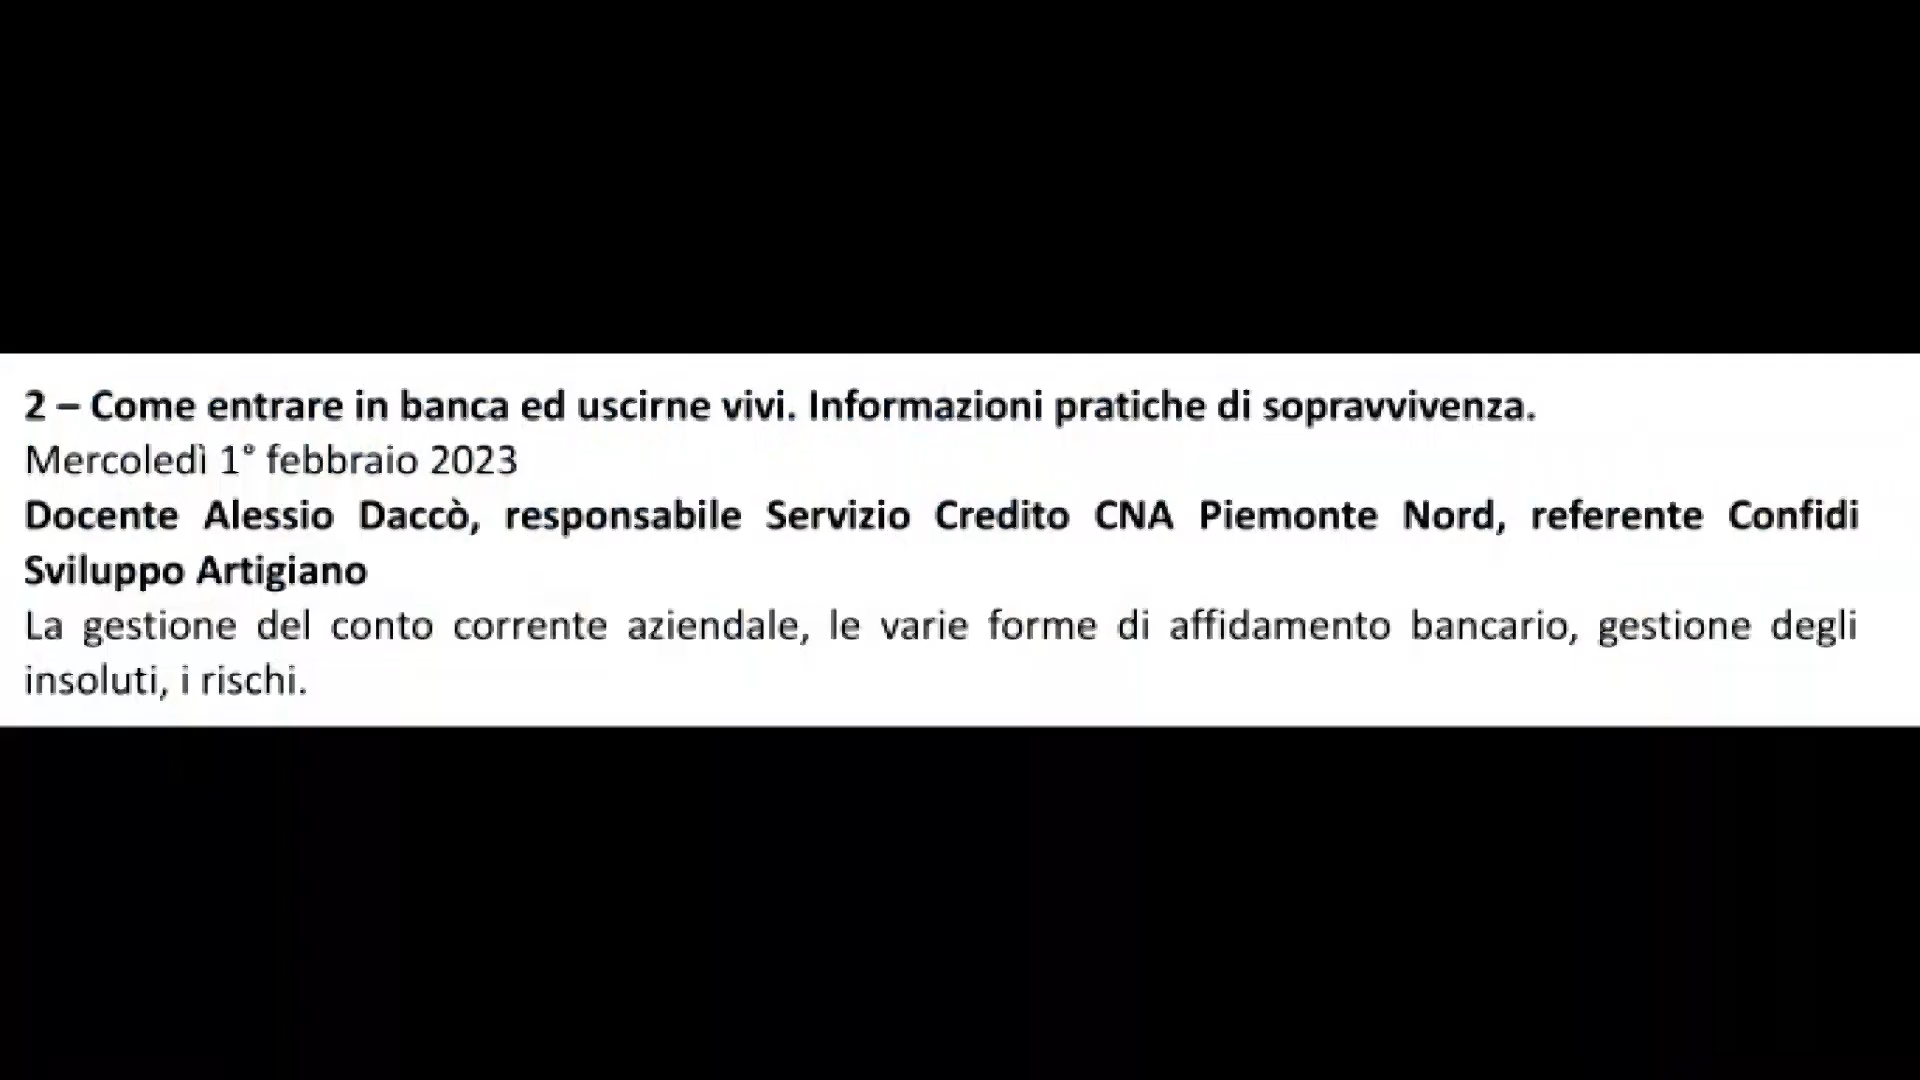 2 – Come entrare in banca ed uscirne vivi. Informazioni pratiche di sopravvivenza.
Mercoledì 1° febbraio 2023
Docente Alessio Daccò, responsabile Servizio Credito CNA Piemonte Nord, referente Confidi
Sviluppo Artigiano
La gestione del conto corrente aziendale, le varie forme di affidamento bancario, gestione degli
insoluti, i rischi.